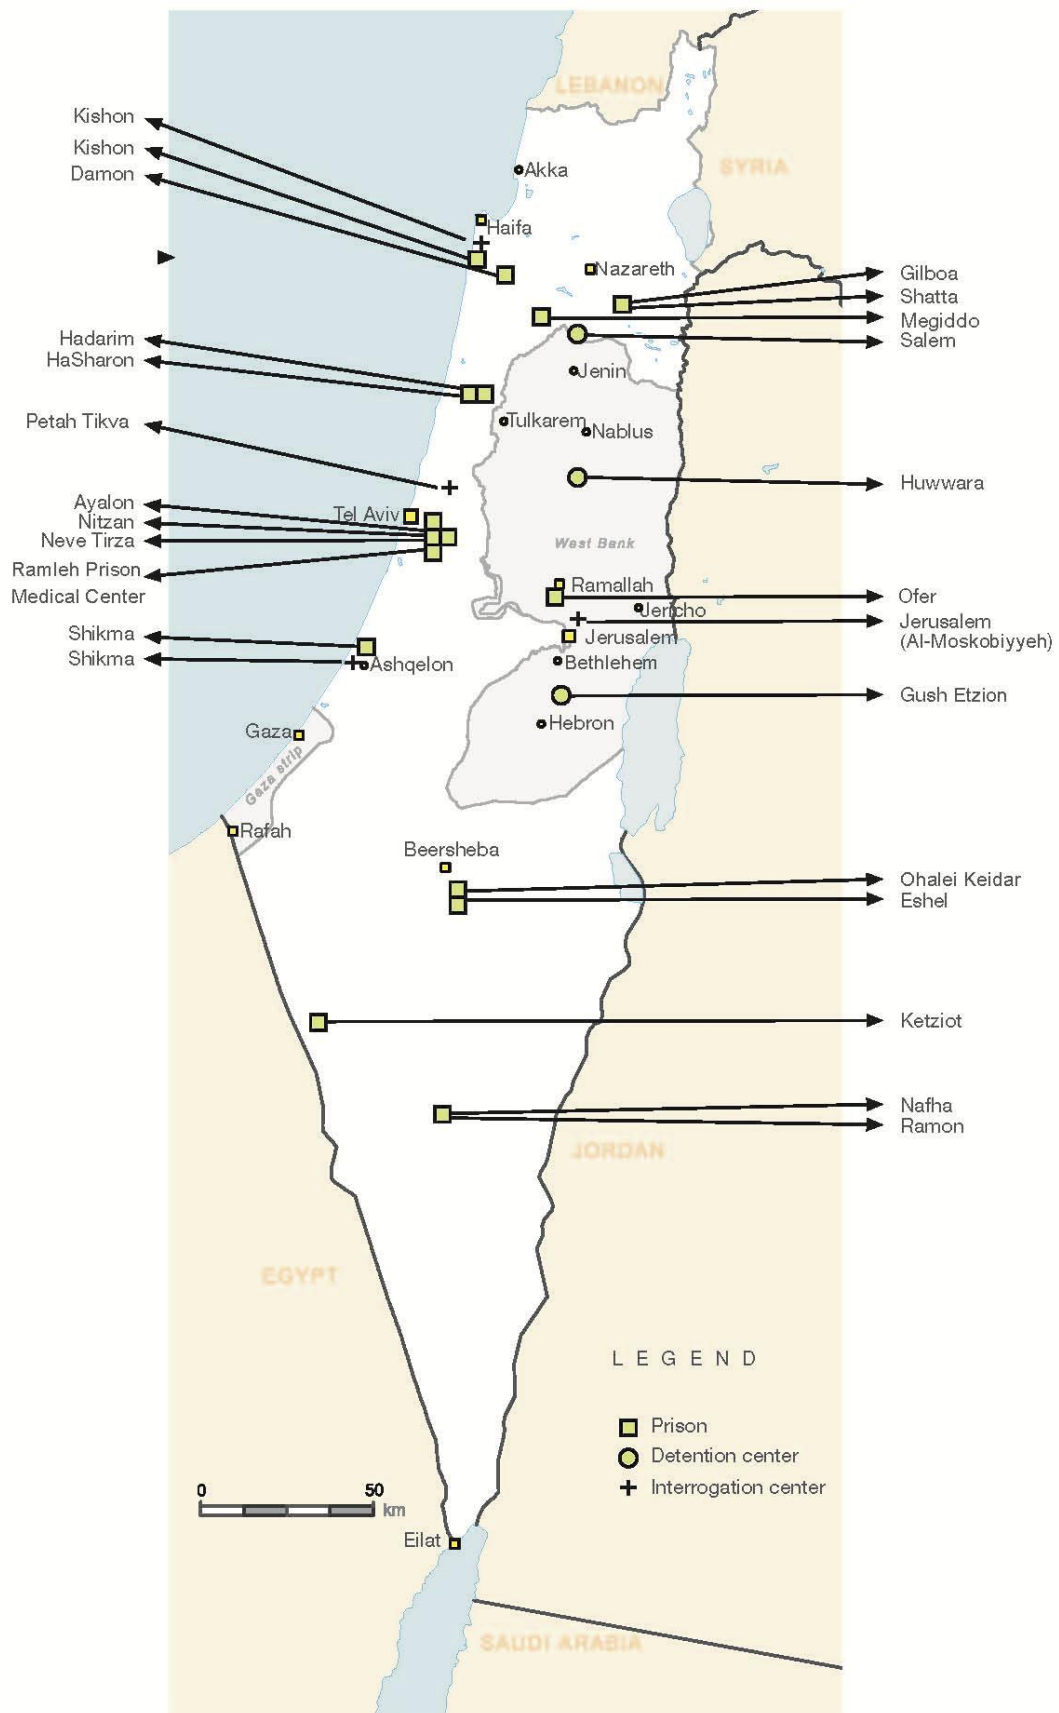 LEBANON
Kishon
Kishon
Damon
Akka
SYRIA
Haifa
Nazareth
Gilboa
Shatta
Megiddo
Salem
Hadarim
HaSharon
Jenin
Petah Tikva
Tulkarem
Nablus
Huwwara
Ayalon
Nitzan
Neve Tirza
Ramleh Prison
Medical Center
Tel Aviv
West Bank
Ramallah
Ofer
Jericho
Jerusalem
(Al-Moskobiyyeh)
Shikma
Shikma
Jerusalem
Ashqelon
Bethlehem
Gush Etzion
Hebron
Gaza
Gaza strip
Rafah
Beersheba
Ohalei Keidar
Eshel
Ketziot
Nafha
Ramon
JORDAN
EGYPT
L E G E N D
Prison
Detention center
Interrogation center
0 50
km
Eilat
SAUDI ARABIA